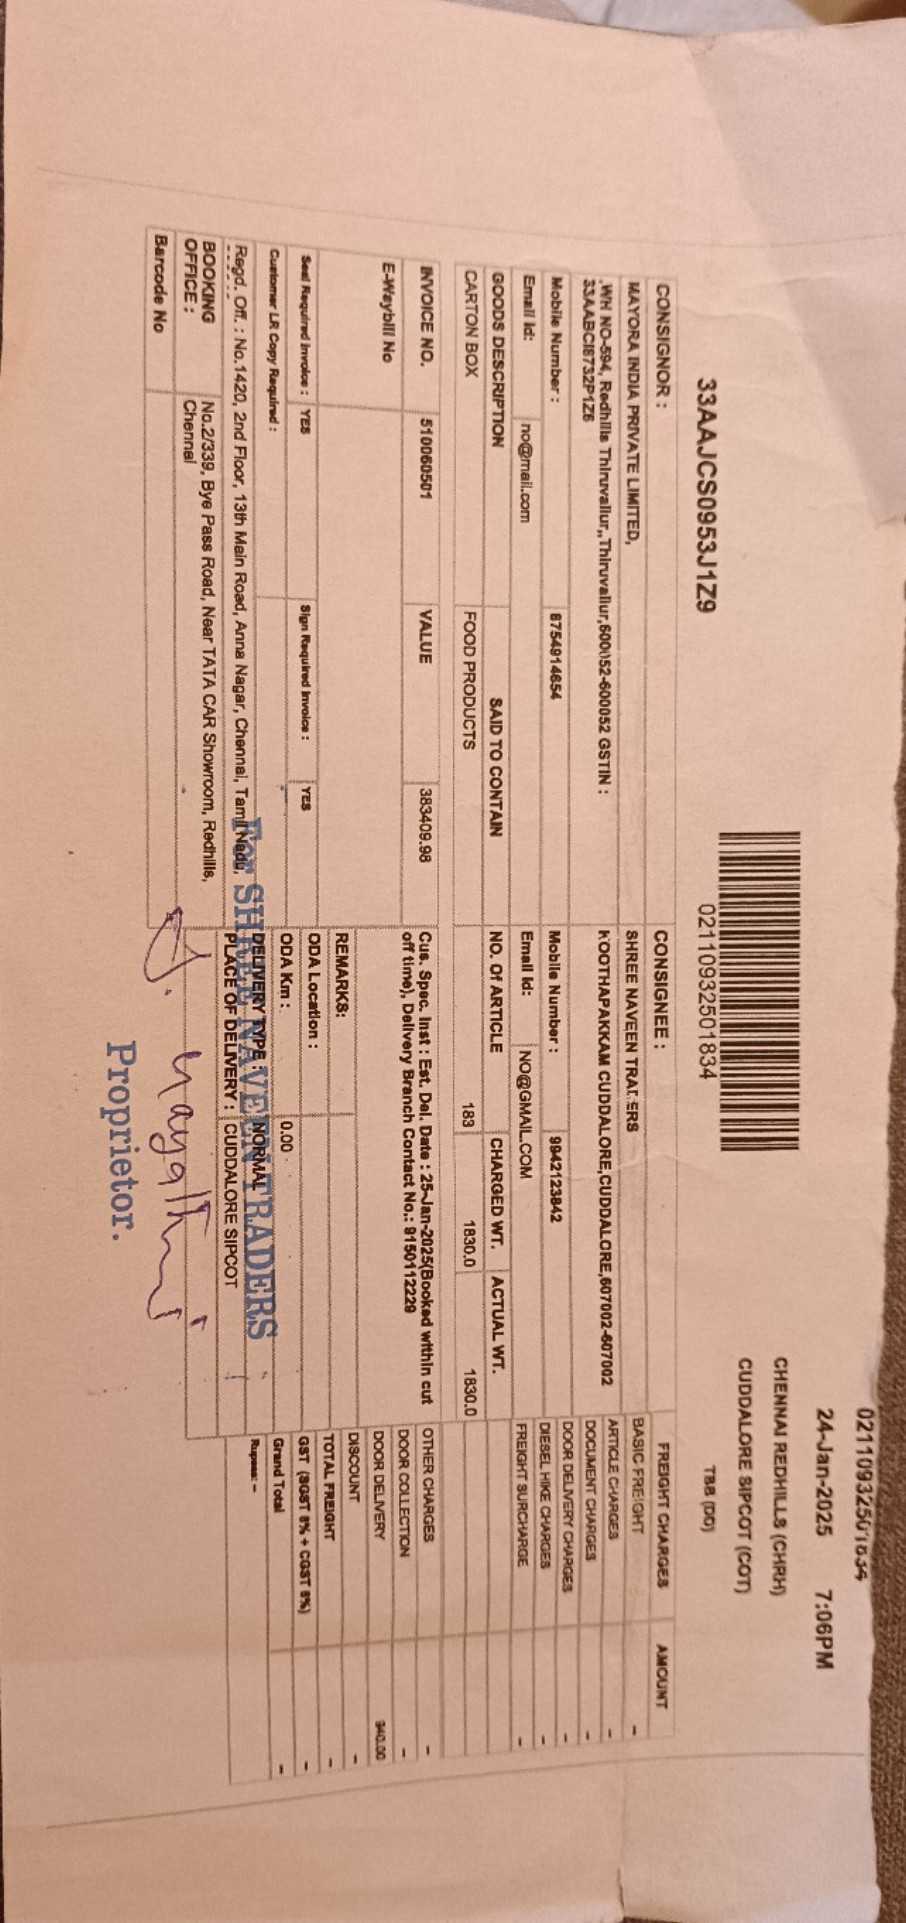 02110932501834
24-Jan-2025 7:06PM
CHENNAI REDHILLS (CHRH)
CUDDALORE SIPCOT (COT)
TBB (DD)
33AAJCS0953J1Z9
021109325​01834
CONSIGNOR :
MAYORA INDIA PRIVATE LIMITED,
,WH NO-594, Redhills Thiruvallur,,Thiruvallur,600052-600052 GSTIN :
33AABCI8732P1Z6
Mobile Number : 8754914654
Email Id: no@mail.com
CONSIGNEE :
SHREE NAVEEN TRADERS
KOOTHAPAKKAM CUDDALORE,CUDDALORE,607002-607002
Mobile Number : 9942123842
Email Id: NO@GMAIL.COM
GOODS DESCRIPTION SAID TO CONTAIN NO. Of ARTICLE CHARGED WT. ACTUAL WT.
CARTON BOX FOOD PRODUCTS 183 1830.0 1830.0
INVOICE NO. 510060501 VALUE 383409.98
E-Waybill No
Cus. Spec. Inst : Est. Del. Date : 25-Jan-2025(Booked within cut
off time), Delivery Branch Contact No.: 9150112229
REMARKS:
Seal Required Invoice : YES Sign Required Invoice : YES
ODA Location :
Customer LR Copy Required :
ODA Km : 0.00
Regd. Off. : No.1420, 2nd Floor, 13th Main Road, Anna Nagar, Chennai, Tamil Nadu,
DELIVERY TYPE : NORMAL
PLACE OF DELIVERY : CUDDALORE SIPCOT
BOOKING
OFFICE :
No.2/339, Bye Pass Road, Near TATA CAR Showroom, Redhills,
Chennai
Barcode No
FREIGHT CHARGES AMOUNT
BASIC FREIGHT -
ARTICLE CHARGES -
DOCUMENT CHARGES -
DOOR DELIVERY CHARGES -
DIESEL HIKE CHARGES -
FREIGHT SURCHARGE -
OTHER CHARGES -
DOOR COLLECTION -
DOOR DELIVERY 940.00
DISCOUNT -
TOTAL FREIGHT -
GST (SGST 6% + CGST 6%) -
Grand Total -
Rupees: -
For SHREE NAVEEN TRADERS
Proprietor.